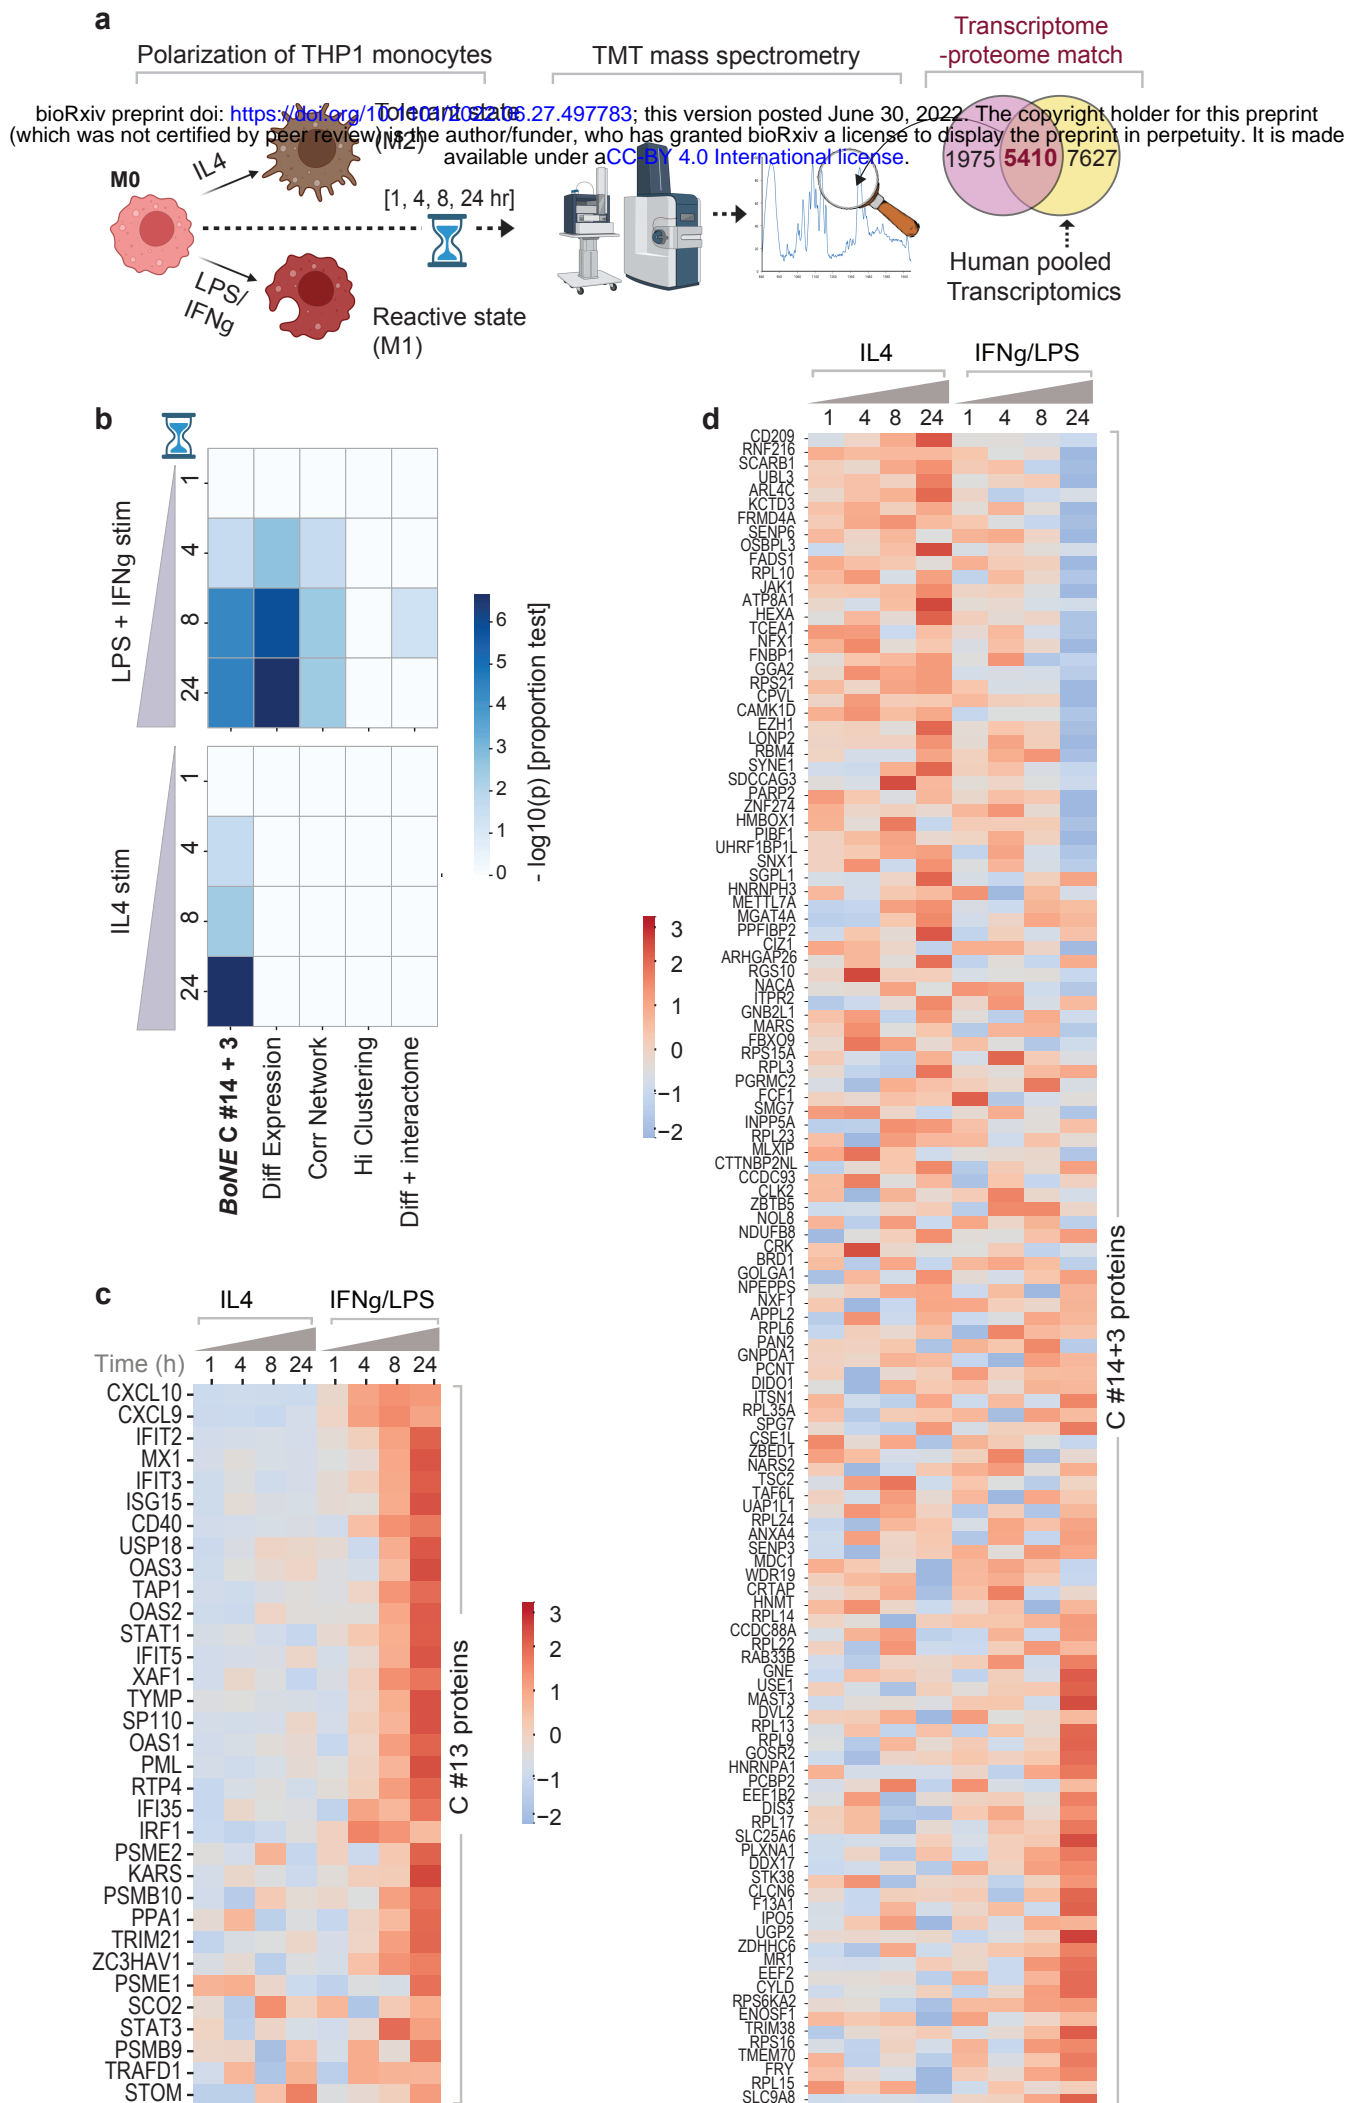 a
Polarization of THP1 monocytes
TMT mass spectrometry
Transcriptome
-proteome match
bioRxiv preprint doi: https://doi.org/10.1101/2022.06.27.497783; this version posted June 30, 2022. The copyright holder for this preprint
(which was not certified by peer review) is the author/funder, who has granted bioRxiv a license to display the preprint in perpetuity. It is made
available under aCC-BY 4.0 International license.
Tolerant state
(M2)
M0
IL4
[1, 4, 8, 24 hr]
LPS/
IFNg
Reactive state
(M1)
1975 5410 7627
Human pooled
Transcriptomics
b
LPS + IFNg stim
1
4
8
24
IL4 stim
1
4
8
24
BoNE C #14 + 3
Diff Expression
Corr Network
Hi Clustering
Diff + interactome
6
5
4
3
2
1
0
- log10(p) [proportion test]
c
IL4 IFNg/LPS
Time (h) 1 4 8 24 1 4 8 24
CXCL10
CXCL9
IFIT2
MX1
IFIT3
ISG15
CD40
USP18
OAS3
TAP1
OAS2
STAT1
IFIT5
XAF1
TYMP
SP110
OAS1
PML
RTP4
IFI35
IRF1
PSME2
KARS
PSMB10
PPA1
TRIM21
ZC3HAV1
PSME1
SCO2
STAT3
PSMB9
TRAFD1
STOM
C #13 proteins
3
2
1
0
−1
−2
d
IL4 IFNg/LPS
1 4 8 24 1 4 8 24
CD209
RNF216
SCARB1
UBL3
ARL4C
KCTD3
FRMD4A
SENP6
OSBPL3
FADS1
RPL10
JAK1
ATP8A1
HEXA
TCEA1
NFX1
FNBP1
GGA2
RPS21
CPVL
CAMK1D
EZH1
LONP2
RBM4
SYNE1
SDCCAG3
PARP2
ZNF274
HMBOX1
PIBF1
UHRF1BP1L
SNX1
SGPL1
HNRNPH3
METTL7A
MGAT4A
PPFIBP2
CIZ1
ARHGAP26
RGS10
NACA
ITPR2
GNB2L1
MARS
FBXO9
RPS15A
RPL3
PGRMC2
FCF1
SMG7
INPP5A
RPL23
MLXIP
CTTNBP2NL
CCDC93
CLK2
ZBTB5
NOL8
NDUFB8
CRK
BRD1
GOLGA1
NPEPPS
NXF1
APPL2
RPL6
PAN2
GNPDA1
PCNT
DIDO1
ITSN1
RPL35A
SPG7
CSE1L
ZBED1
NARS2
TSC2
TAF6L
UAP1L1
RPL24
ANXA4
SENP3
MDC1
WDR19
CRTAP
HNMT
RPL14
CCDC88A
RPL22
RAB33B
GNE
USE1
MAST3
DVL2
RPL13
RPL9
GOSR2
HNRNPA1
PCBP2
EEF1B2
DIS3
RPL17
SLC25A6
PLXNA1
DDX17
STK38
CLCN6
F13A1
IPO5
UGP2
ZDHHC6
MR1
EEF2
CYLD
RPS6KA2
ENOSF1
TRIM38
RPS16
TMEM70
FRY
RPL15
SLC9A8
C #14+3 proteins
3
2
1
0
−1
−2